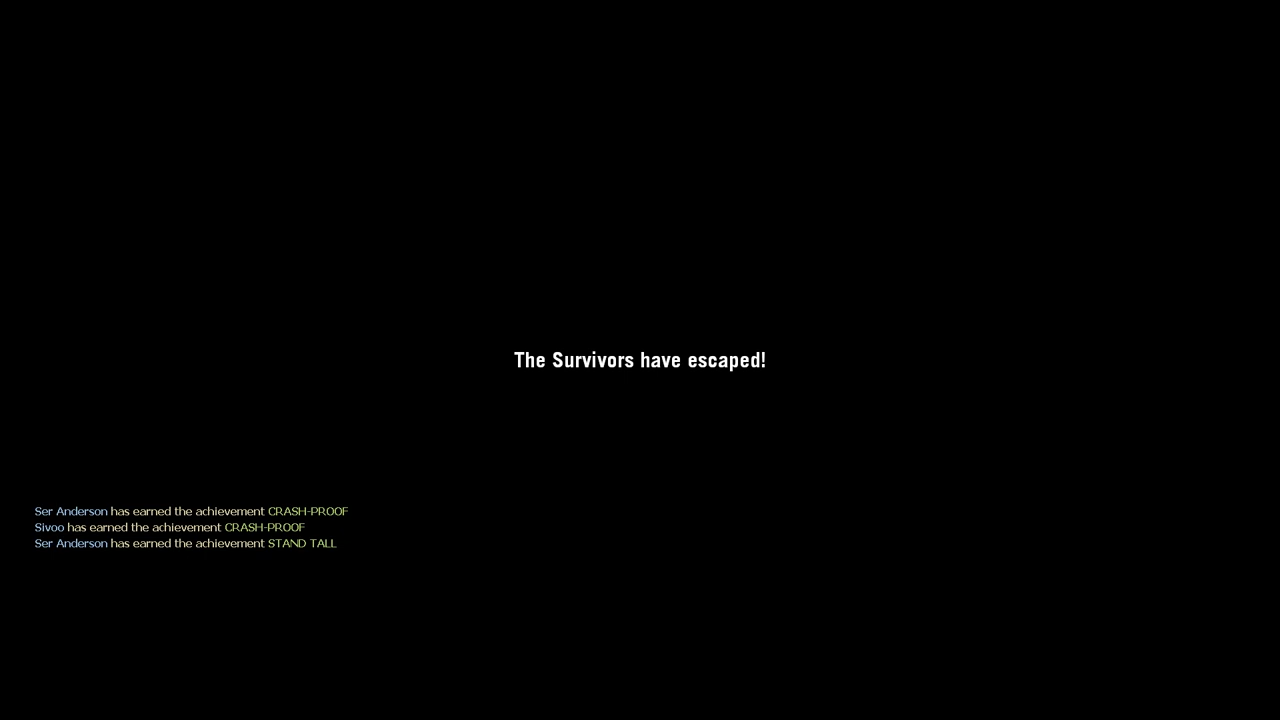 The Survivors have escaped!
Ser Anderson has earned the achievement CRASH-PROOF
Sivoo has earned the achievement CRASH-PROOF
Ser Anderson has earned the achievement STAND TALL